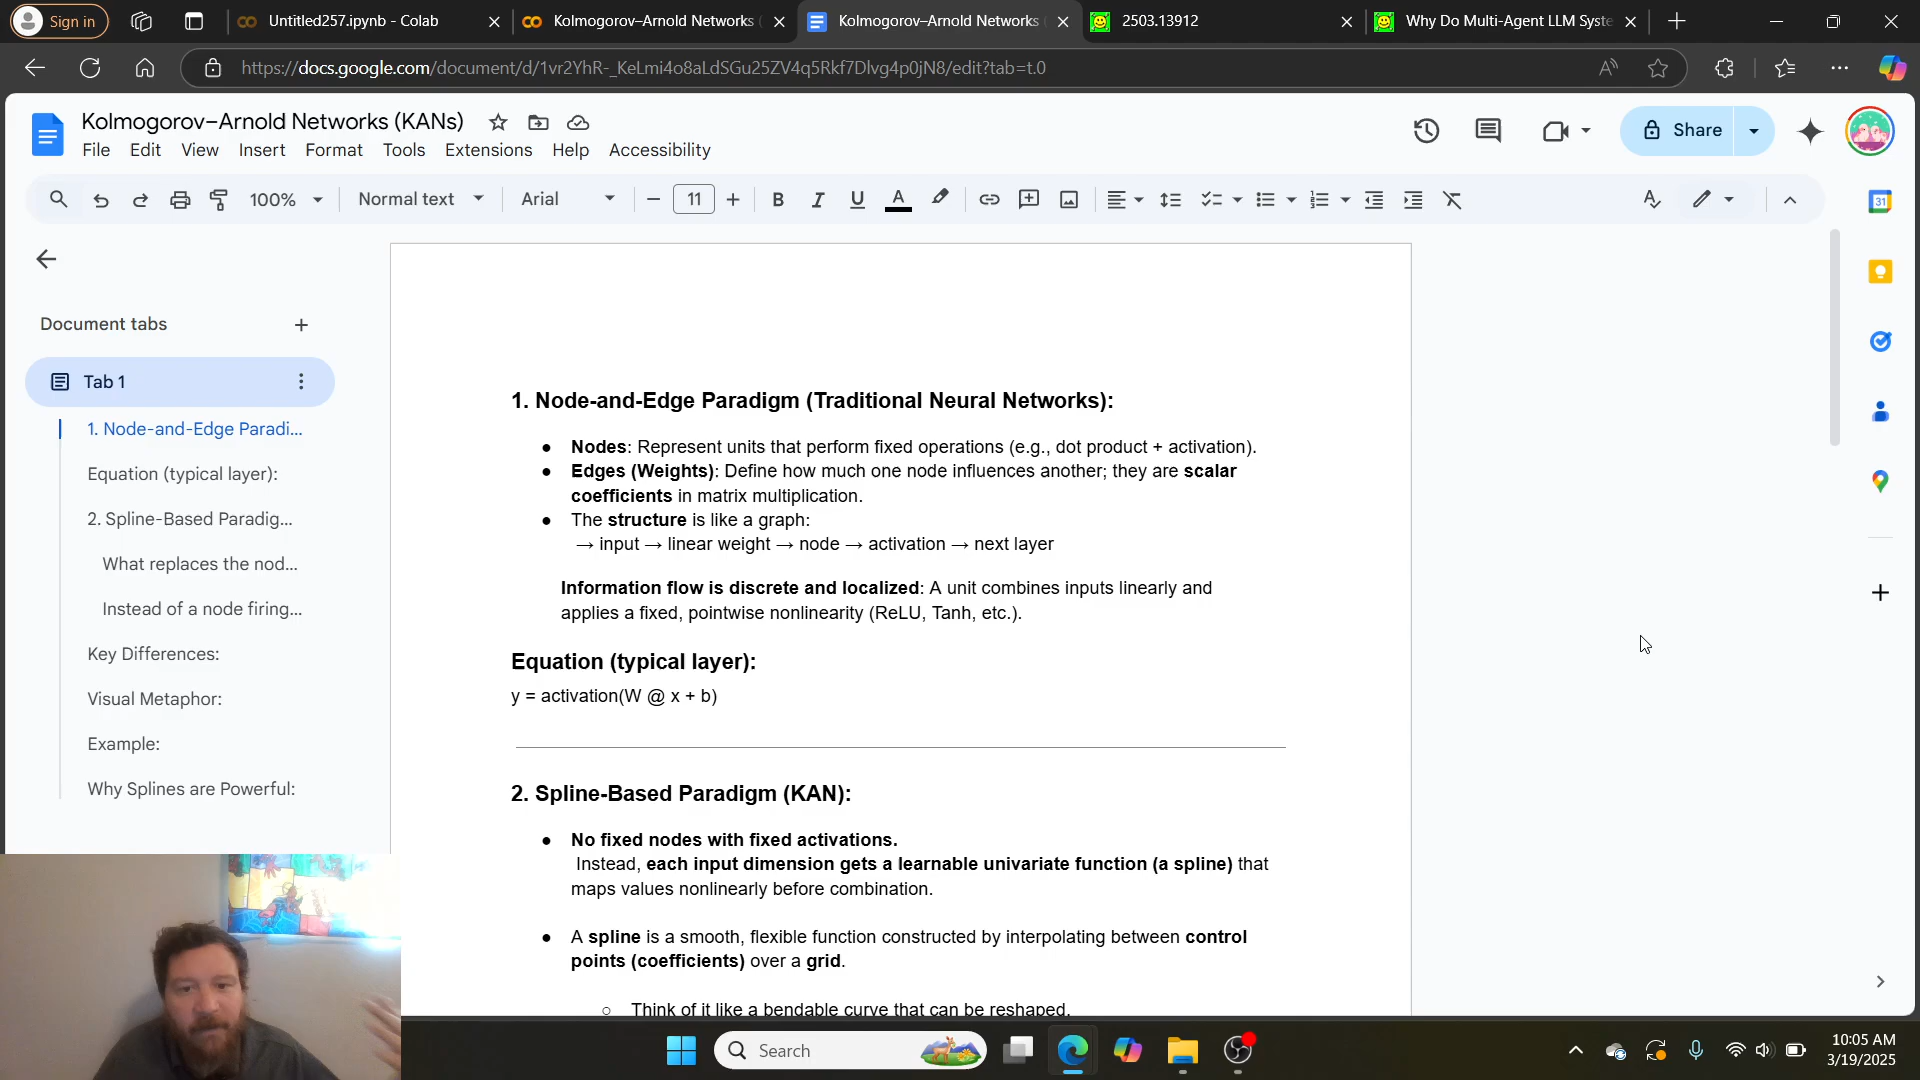 Sign in
Untitled257.ipynb - Colab
Kolmogorov–Arnold Networks (
Kolmogorov–Arnold Networks (
2503.13912
Why Do Multi-Agent LLM Syste
https://docs.google.com/document/d/1vr2YhR-_KeLmi4o8aLdSGu25ZV4q5Rkf7Dlvg4p0jN8/edit?tab=t.0
Kolmogorov–Arnold Networks (KANs)
File Edit View Insert Format Tools Extensions Help Accessibility
Share
100%
Normal text
Arial
11
B I U A
31
Document tabs
Tab 1
1. Node-and-Edge Paradi...
Equation (typical layer):
2. Spline-Based Paradig...
What replaces the nod...
Instead of a node firing...
Key Differences:
Visual Metaphor:
Example:
Why Splines are Powerful:
1. Node-and-Edge Paradigm (Traditional Neural Networks):
● Nodes: Represent units that perform fixed operations (e.g., dot product + activation).
● Edges (Weights): Define how much one node influences another; they are scalar
coefficients in matrix multiplication.
● The structure is like a graph:
→ input → linear weight → node → activation → next layer
Information flow is discrete and localized: A unit combines inputs linearly and
applies a fixed, pointwise nonlinearity (ReLU, Tanh, etc.).
Equation (typical layer):
y = activation(W @ x + b)
2. Spline-Based Paradigm (KAN):
● No fixed nodes with fixed activations.
Instead, each input dimension gets a learnable univariate function (a spline) that
maps values nonlinearly before combination.
● A spline is a smooth, flexible function constructed by interpolating between control
points (coefficients) over a grid.
○ Think of it like a bendable curve that can be reshaped.
Search
10:05 AM
3/19/2025